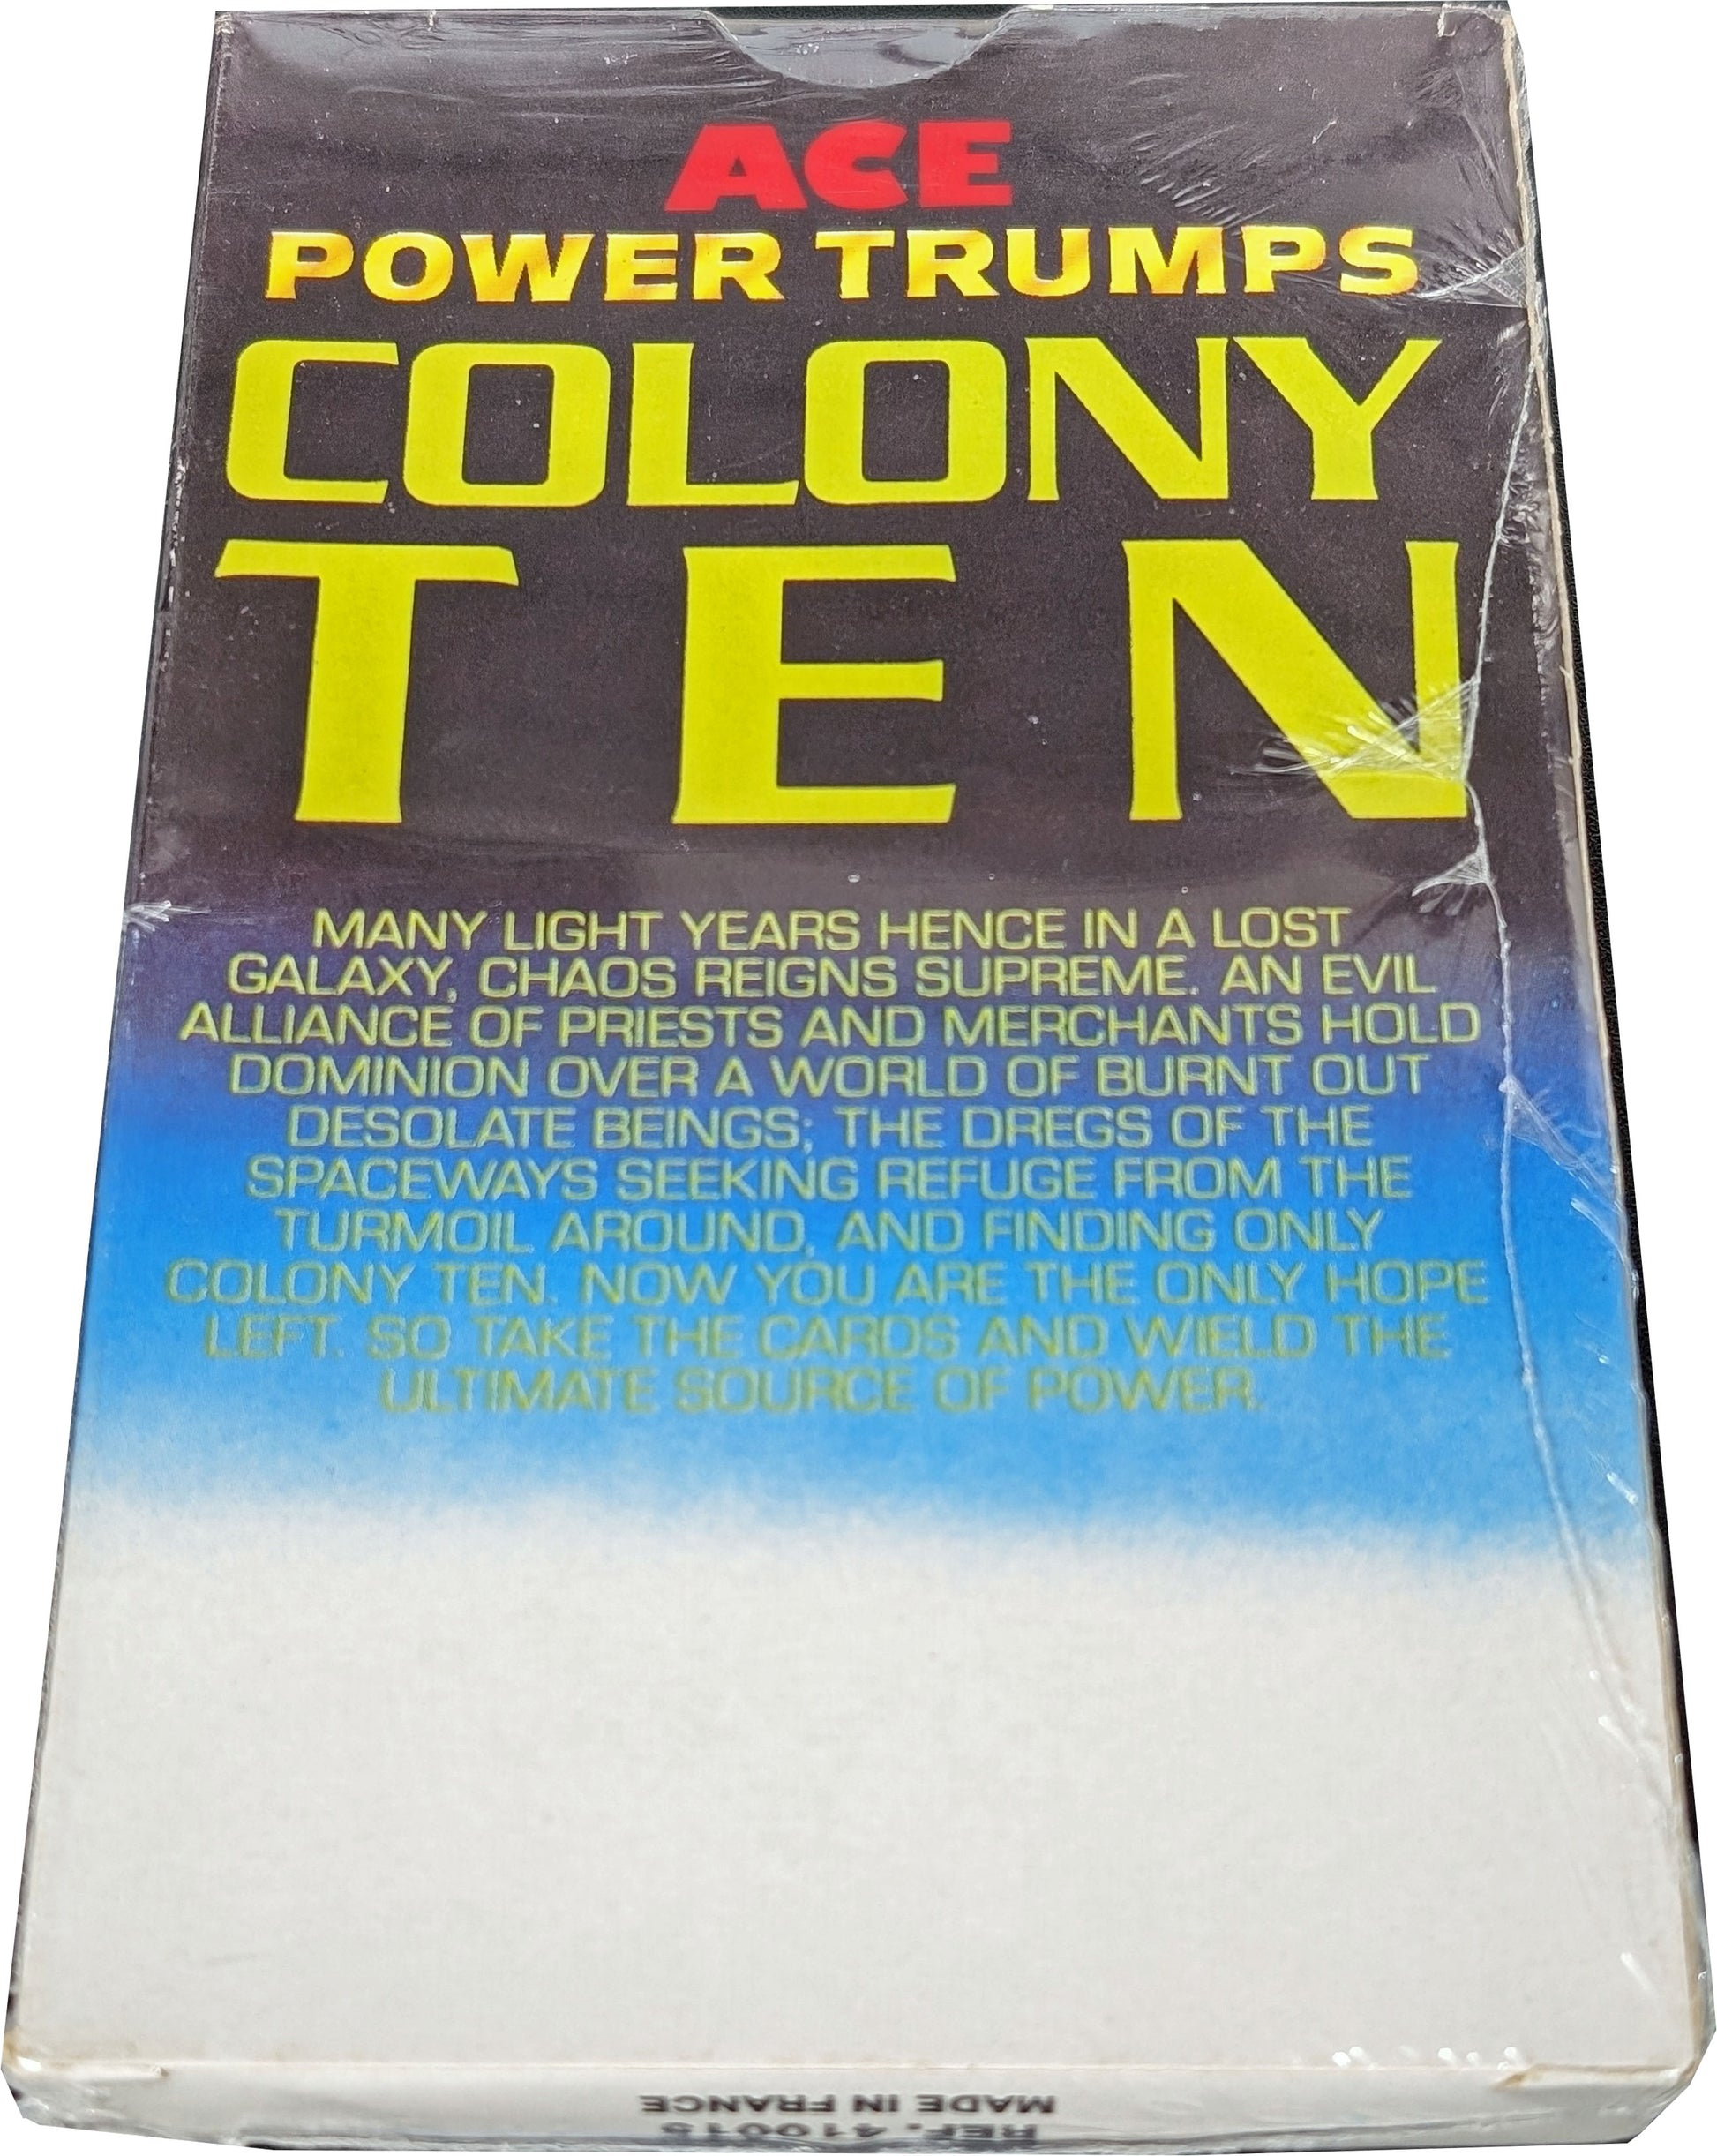 ACE
POWER TRUMPS
COLONY
TEN
MANY LIGHT YEARS HENCE IN A LOST
GALAXY, CHAOS REIGNS SUPREME. AN EVIL
ALLIANCE OF PRIESTS AND MERCHANTS HOLD
DOMINION OVER A WORLD OF BURNT OUT
DESOLATE BEINGS; THE DREGS OF THE
SPACEWAYS SEEKING REFUGE FROM THE
TURMOIL AROUND, AND FINDING ONLY
COLONY TEN. NOW YOU ARE THE ONLY HOPE
LEFT. SO TAKE THE CARDS AND WIELD THE
ULTIMATE SOURCE OF POWER.
MADE IN FRANCE
REF. 410015